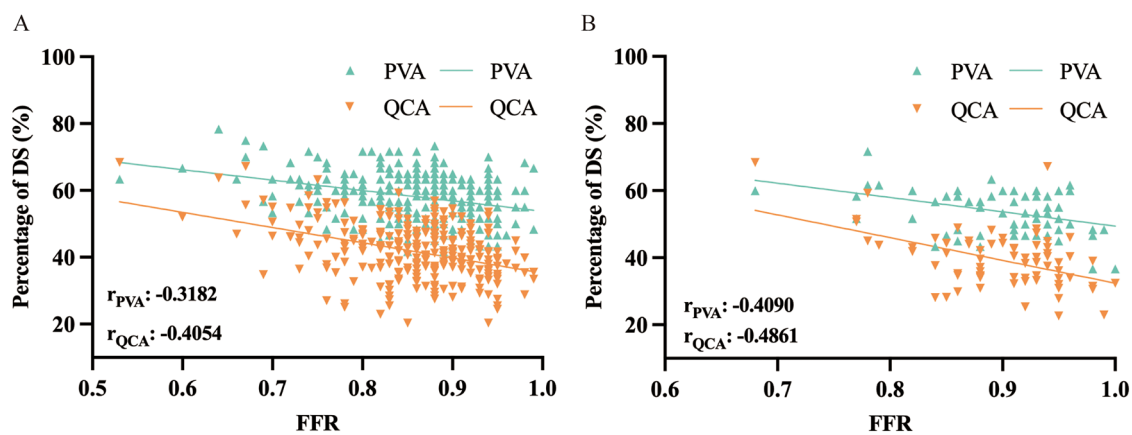 A
Percentage of DS (%)
100
80
60
40
20
PVA PVA
QCA QCA
rPVA: -0.3182
rQCA: -0.4054
0.5 0.6 0.7 0.8 0.9 1.0
FFR
B
Percentage of DS (%)
100
80
60
40
20
PVA PVA
QCA QCA
rPVA: -0.4090
rQCA: -0.4861
0.6 0.8 0.9 1.0
FFR